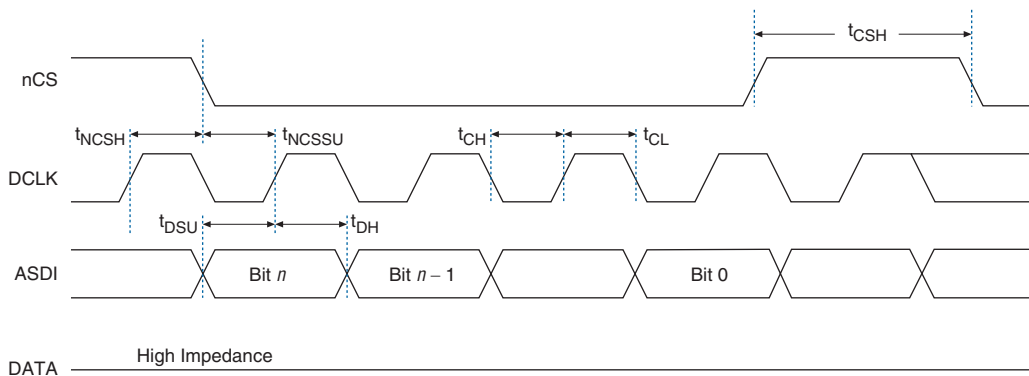 tCSH
nCS
tNCSH
tNCSSU
tCH
tCL
DCLK
tDSU
tDH
ASDI
Bit n
Bit n – 1
Bit 0
High Impedance
DATA